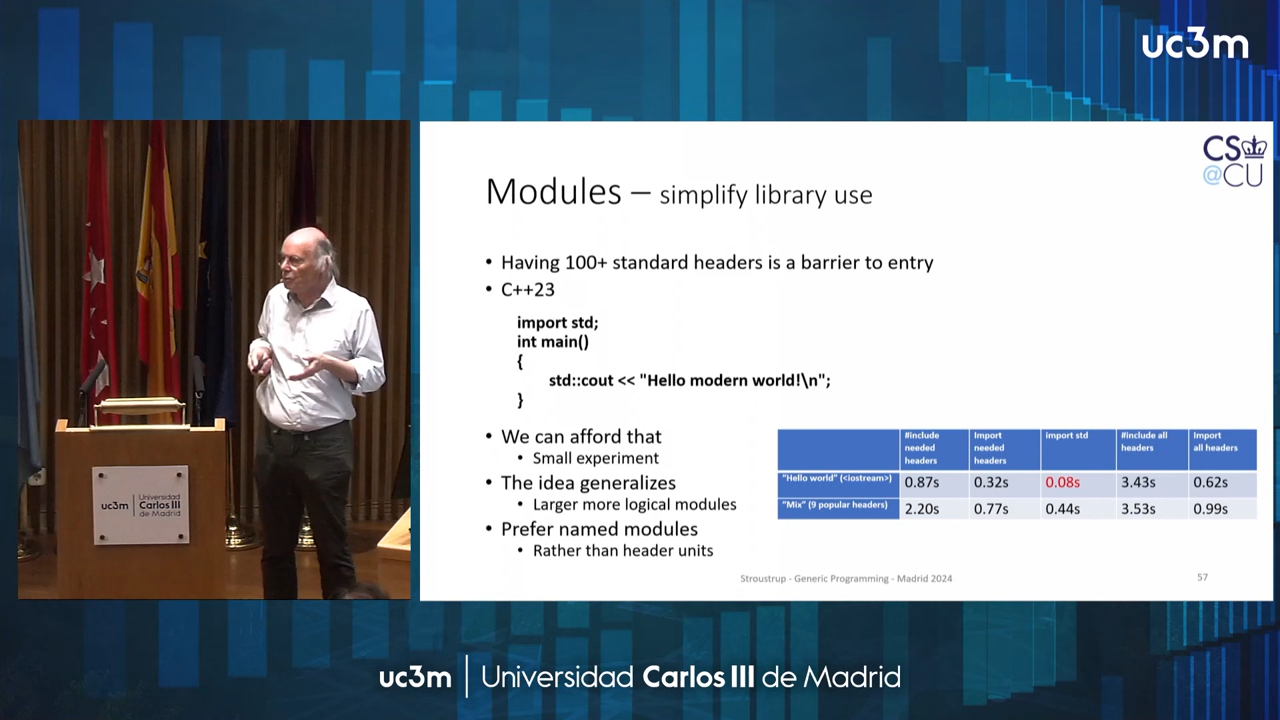 uc3m
CS
@CU
Modules – simplify library use
• Having 100+ standard headers is a barrier to entry
• C++23
import std;
int main()
{
std::cout << "Hello modern world!\n";
}
• We can afford that
• Small experiment
• The idea generalizes
• Larger more logical modules
• Prefer named modules
• Rather than header units
#include needed headers
Import needed headers
import std
#include all headers
Import all headers
"Hello world" (<iostream>) 0.87s 0.32s 0.08s 3.43s 0.62s
"Mix" (9 popular headers) 2.20s 0.77s 0.44s 3.53s 0.99s
Stroustrup - Generic Programming - Madrid 2024
57
uc3m
Universidad
Carlos III
de Madrid
uc3m | Universidad Carlos III de Madrid